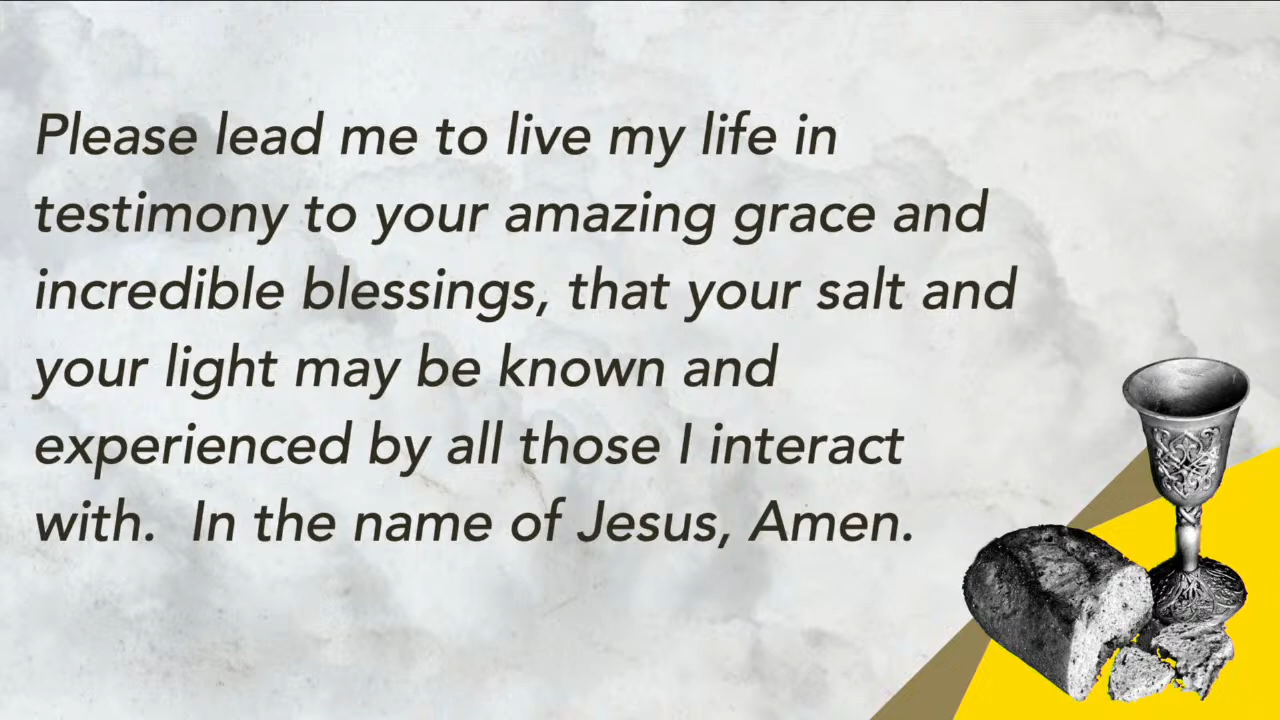 Please lead me to live my life in
testimony to your amazing grace and
incredible blessings, that your salt and
your light may be known and
experienced by all those I interact
with.  In the name of Jesus, Amen.